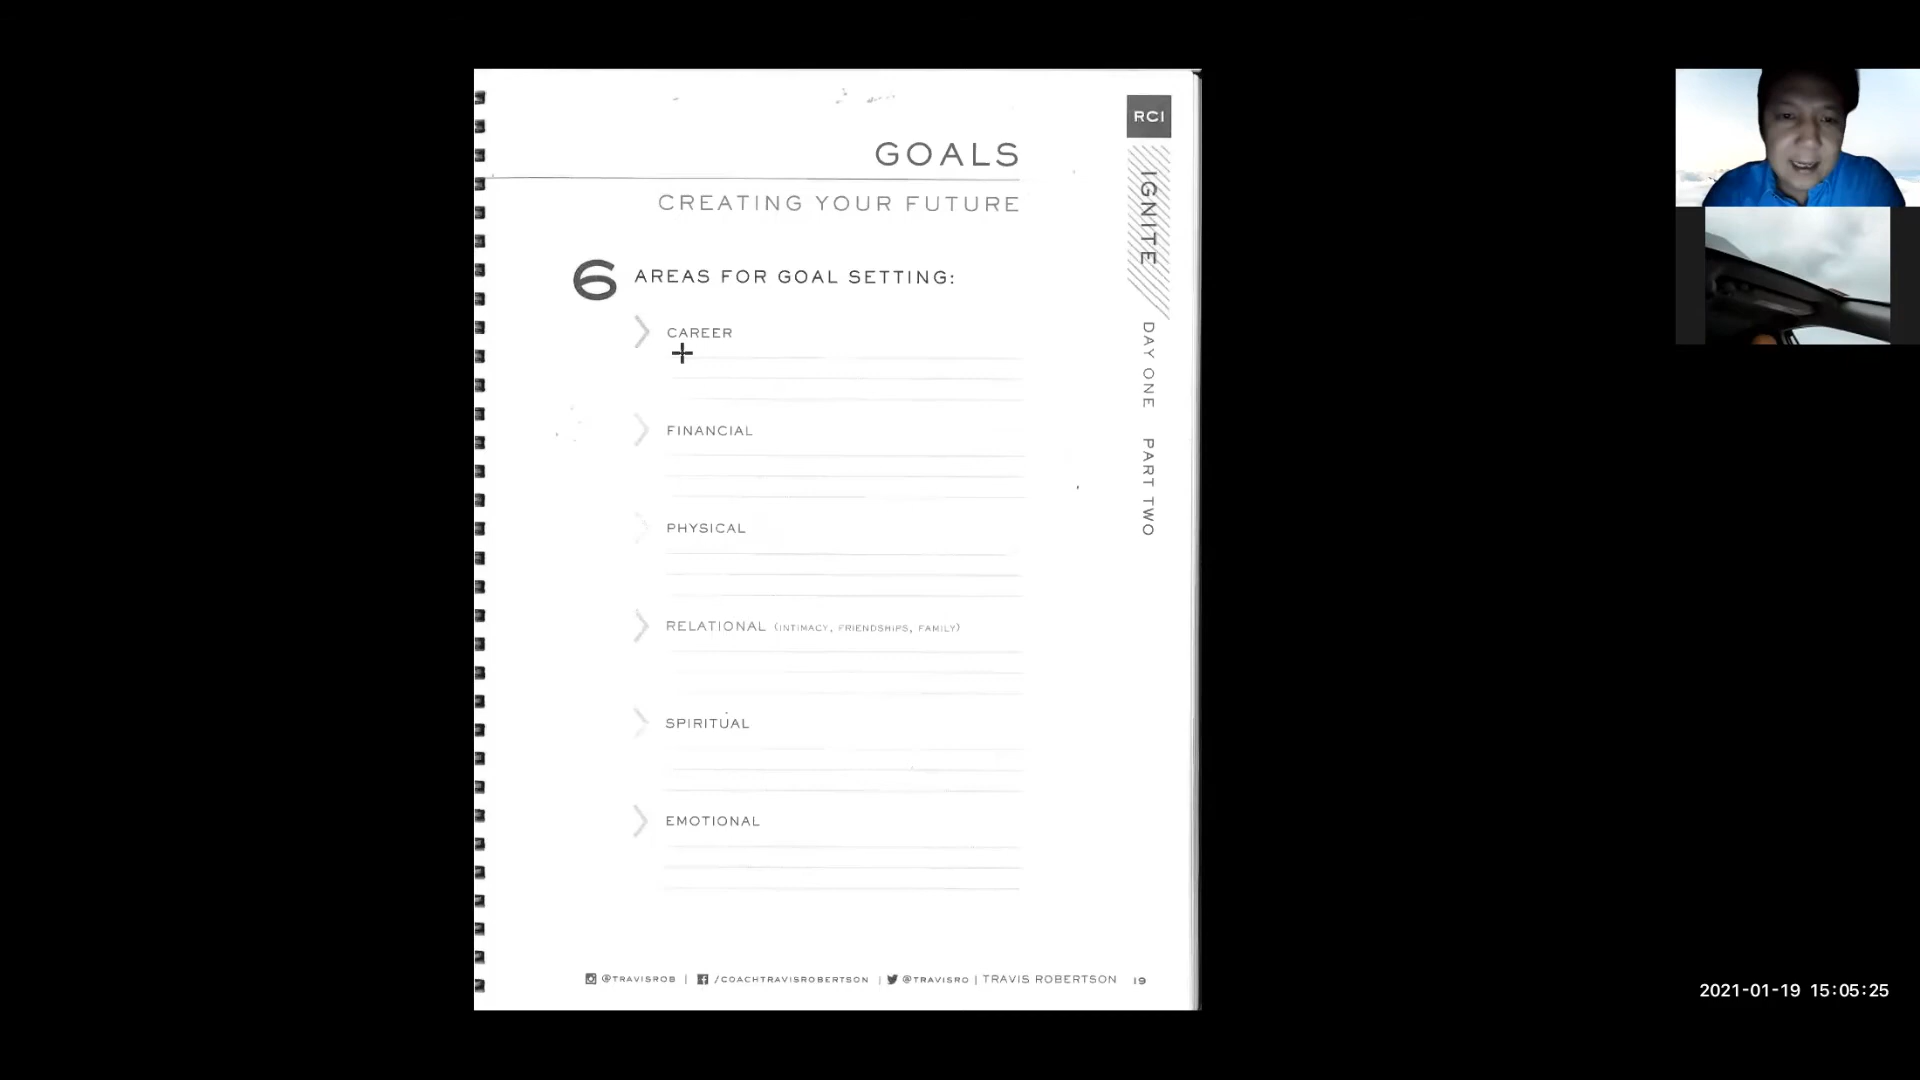 RCI
GOALS
CREATING YOUR FUTURE
IGNITE
6 AREAS FOR GOAL SETTING:
CAREER
FINANCIAL
PHYSICAL
RELATIONAL (INTIMACY, FRIENDSHIPS, FAMILY)
SPIRITUAL
EMOTIONAL
DAY ONE PART TWO
@TRAVISROB | /COACHTRAVISROBERTSON | @TRAVISRO | TRAVIS ROBERTSON 19
2021-01-19 15:05:25